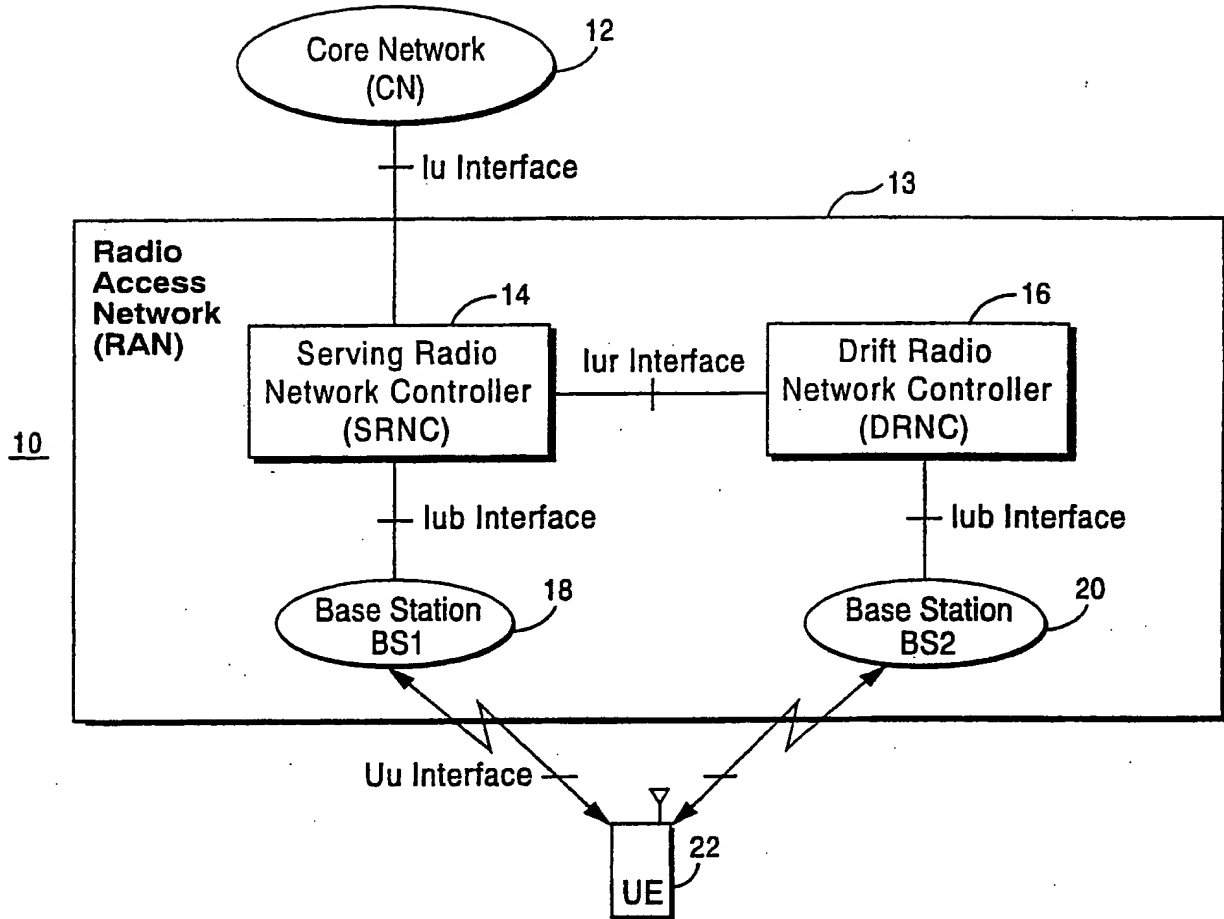 Core Network
(CN)
12
Iu Interface
13
Radio
Access
Network
(RAN)
14
16
Serving Radio
Network Controller
(SRNC)
Iur Interface
Drift Radio
Network Controller
(DRNC)
10
Iub Interface
Iub Interface
Base Station
BS1
18
Base Station
BS2
20
Uu Interface
UE
22